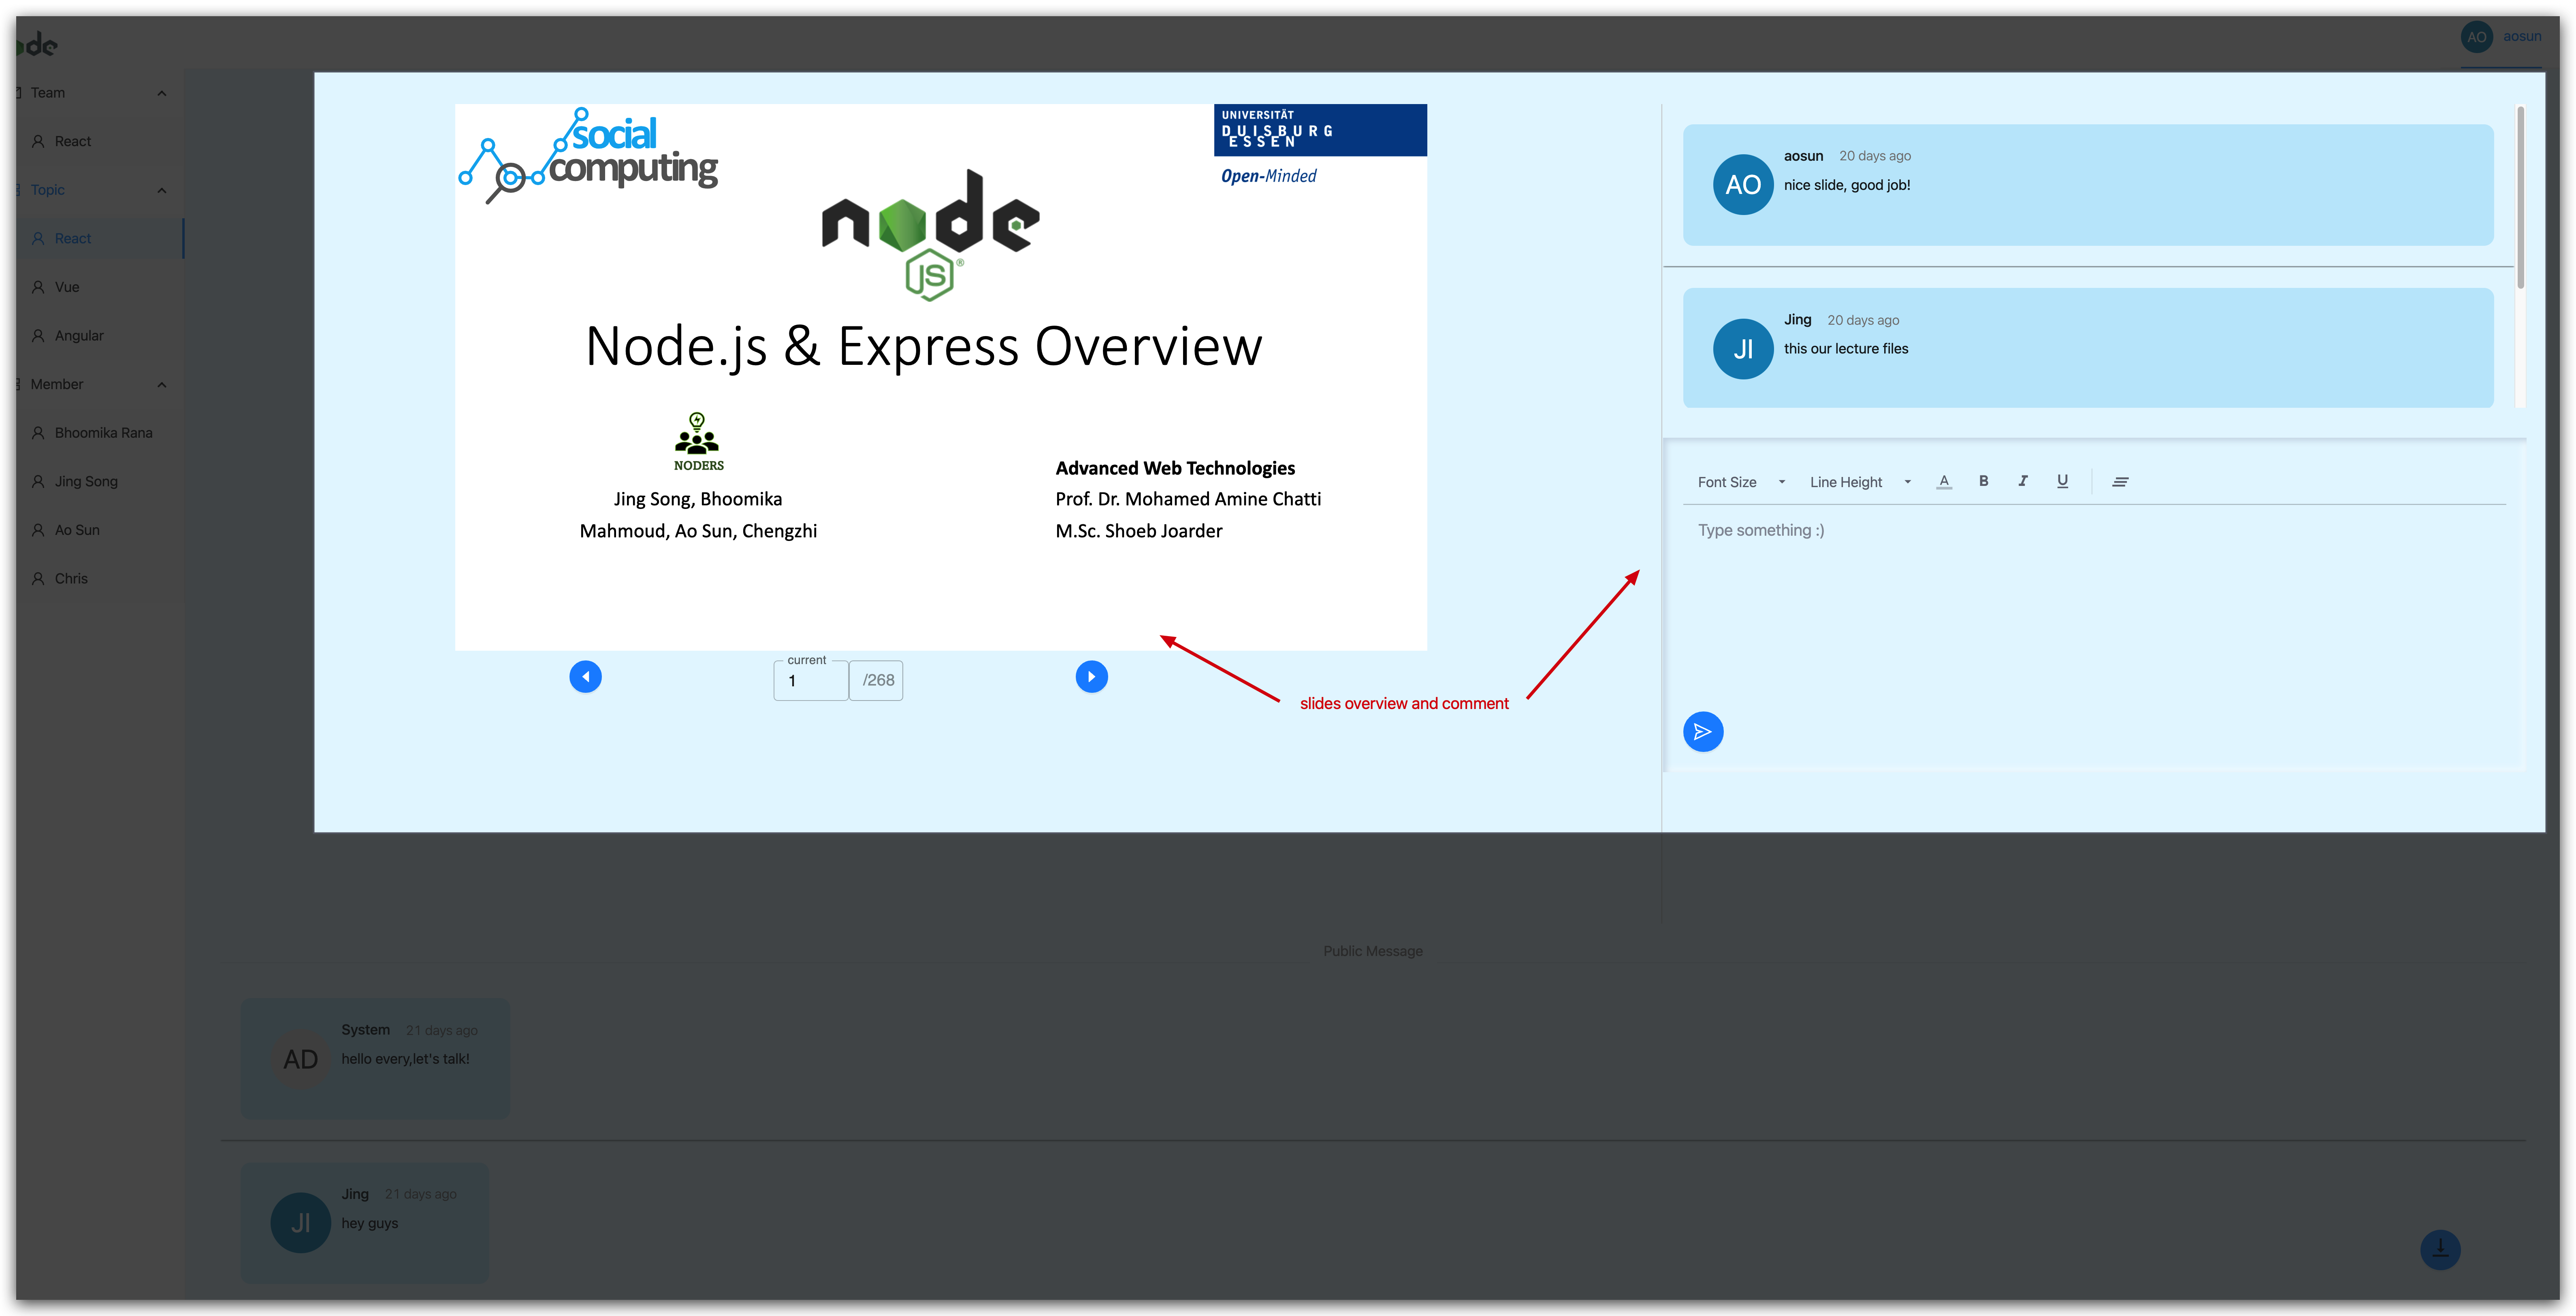 node
AO aosun
Team
React
Topic
React
Vue
Angular
Member
Bhoomika Rana
Jing Song
Ao Sun
Chris
social
computing
UNIVERSITÄT
DUISBURG
ESSEN
Open-Minded
node
JS ®
Node.js & Express Overview
NODERS
Jing Song, Bhoomika
Mahmoud, Ao Sun, Chengzhi
Advanced Web Technologies
Prof. Dr. Mohamed Amine Chatti
M.Sc. Shoeb Joarder
current
1 /268
slides overview and comment
AO
aosun 20 days ago
nice slide, good job!
JI
Jing 20 days ago
this our lecture files
Font Size Line Height A B I U
Type something :)
Public Message
AD
System 21 days ago
hello every,let's talk!
JI
Jing 21 days ago
hey guys